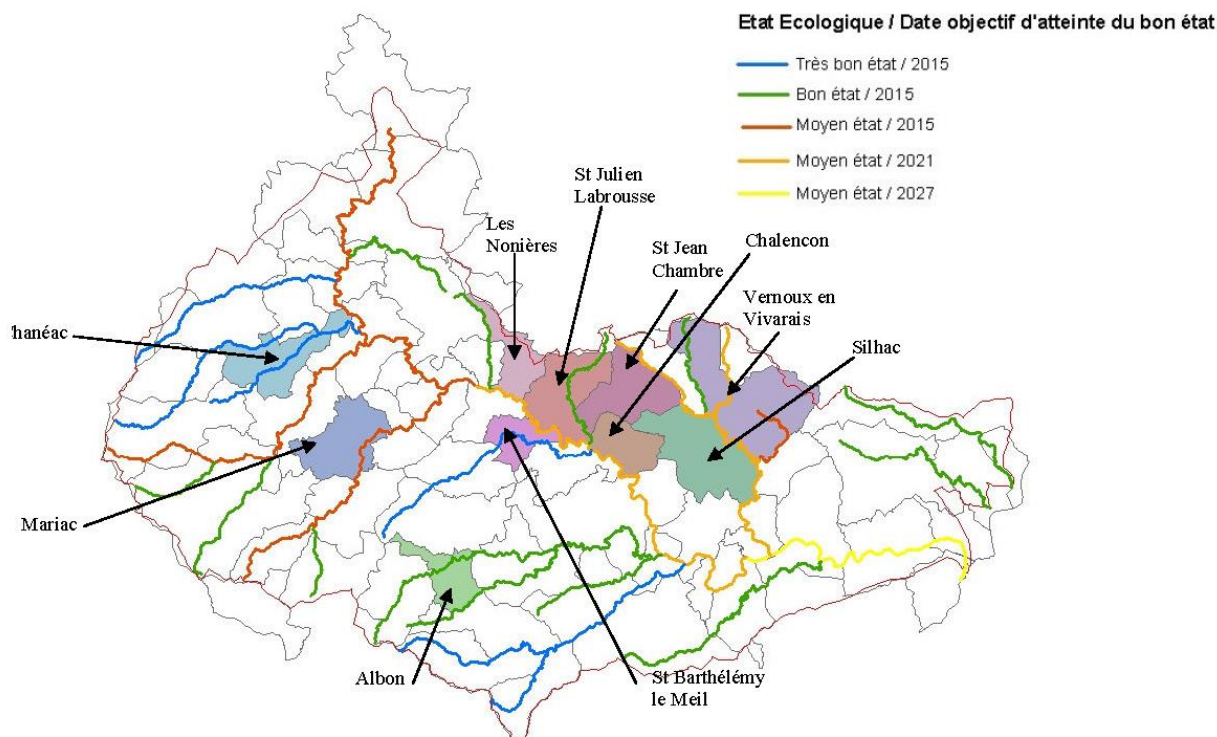 Etat Ecologique / Date objectif d'atteinte du bon état
Très bon état / 2015
Bon état / 2015
Moyen état / 2015
Moyen état / 2021
Moyen état / 2027
St Julien
Labrousse
Les
Nonières
St Jean
Chambre
Chalencon
Vernoux en
Vivarais
Silhac
hanéac
Mariac
Albon
St Barthélémy
le Meil